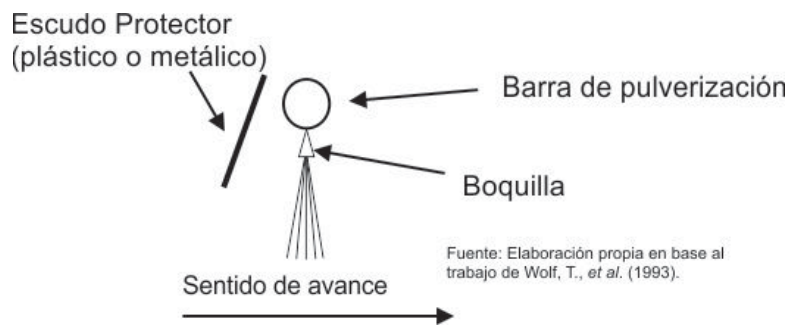 Escudo Protector
(plástico o metálico)
Barra de pulverización
Boquilla
Fuente: Elaboración propia en base al
trabajo de Wolf, T., et al. (1993).
Sentido de avance